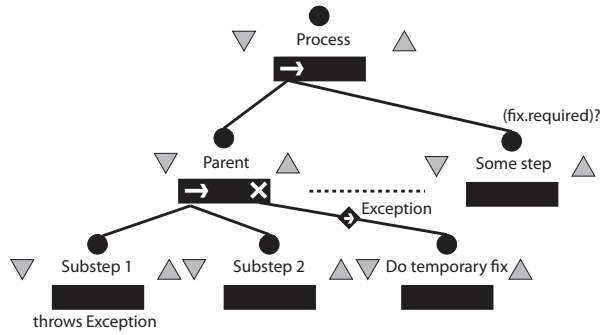 Process
(fix.required)?
Parent
Some step
Exception
Substep 1
Substep 2
Do temporary fix
throws Exception